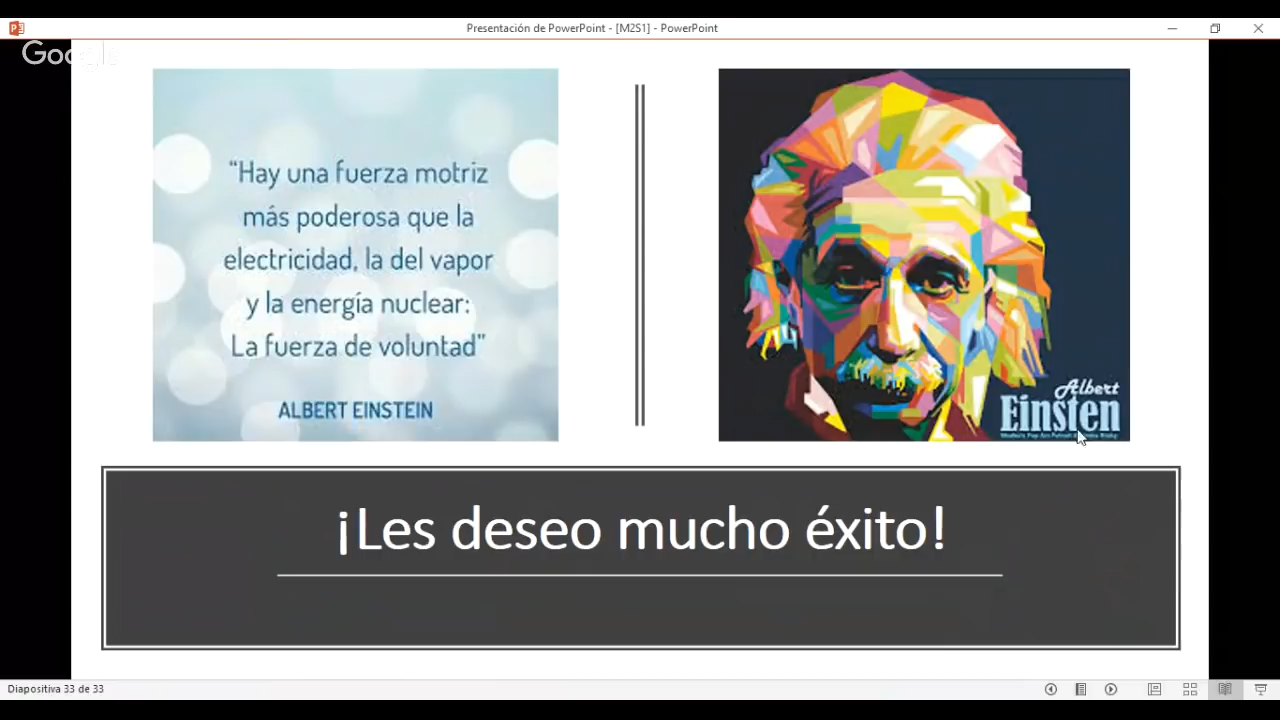 Presentación de PowerPoint - [M2S1] - PowerPoint
Google
“Hay una fuerza motriz
más poderosa que la
electricidad, la del vapor
y la energía nuclear:
La fuerza de voluntad”
ALBERT EINSTEIN
Albert
Einsten
¡Les deseo mucho éxito!
Diapositiva 33 de 33